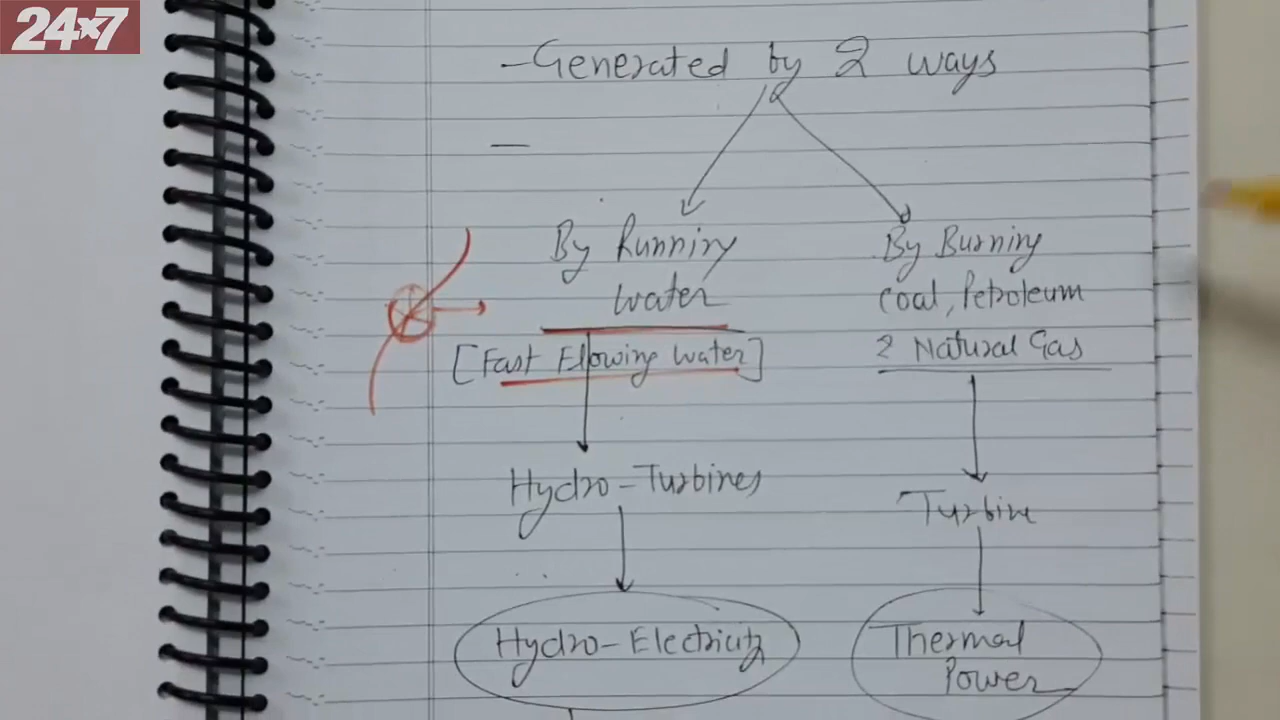 24x7
-Generated by 2 ways
By Running
water
[Fast Flowing water]
Hydro-Turbines
Hydro-Electricity
By Burning
coal, Petroleum
& Natural Gas
Turbine
Thermal
Power